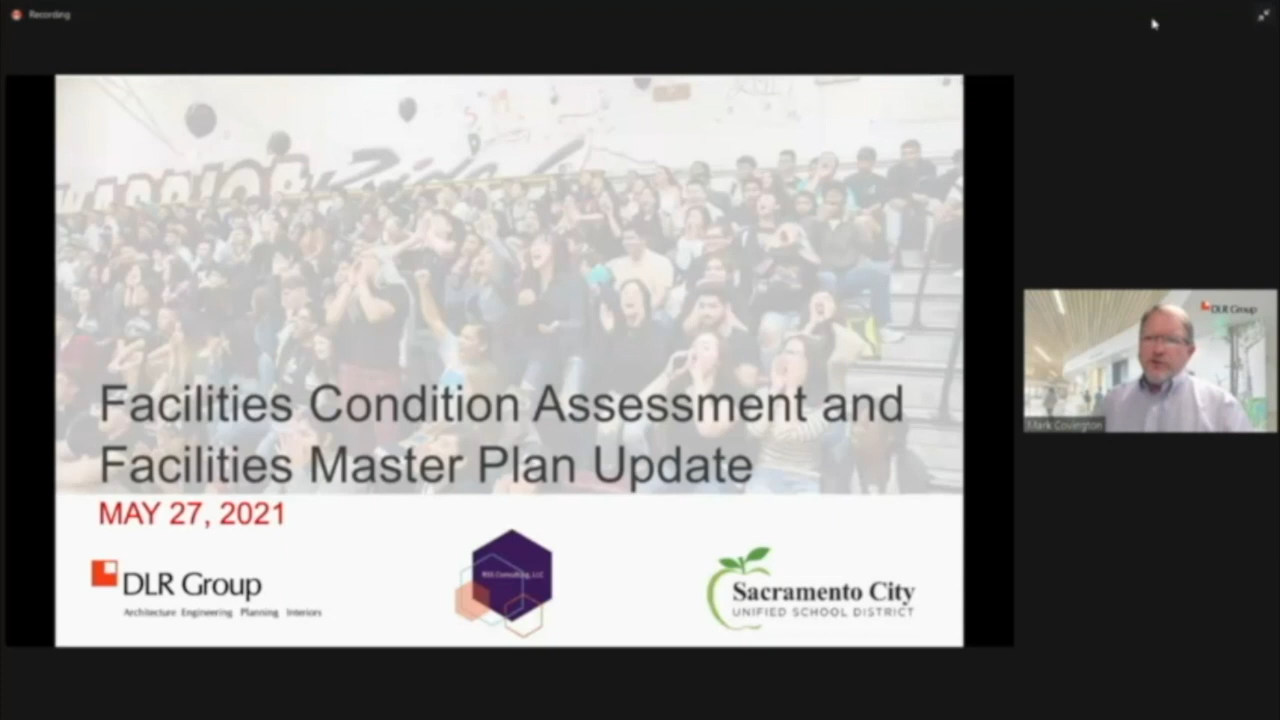 Recording
Facilities Condition Assessment and
Facilities Master Plan Update
MAY 27, 2021
DLR Group
Architecture Engineering Planning Interiors
Sacramento City
UNIFIED SCHOOL DISTRICT
DLR Group
Mark Covington